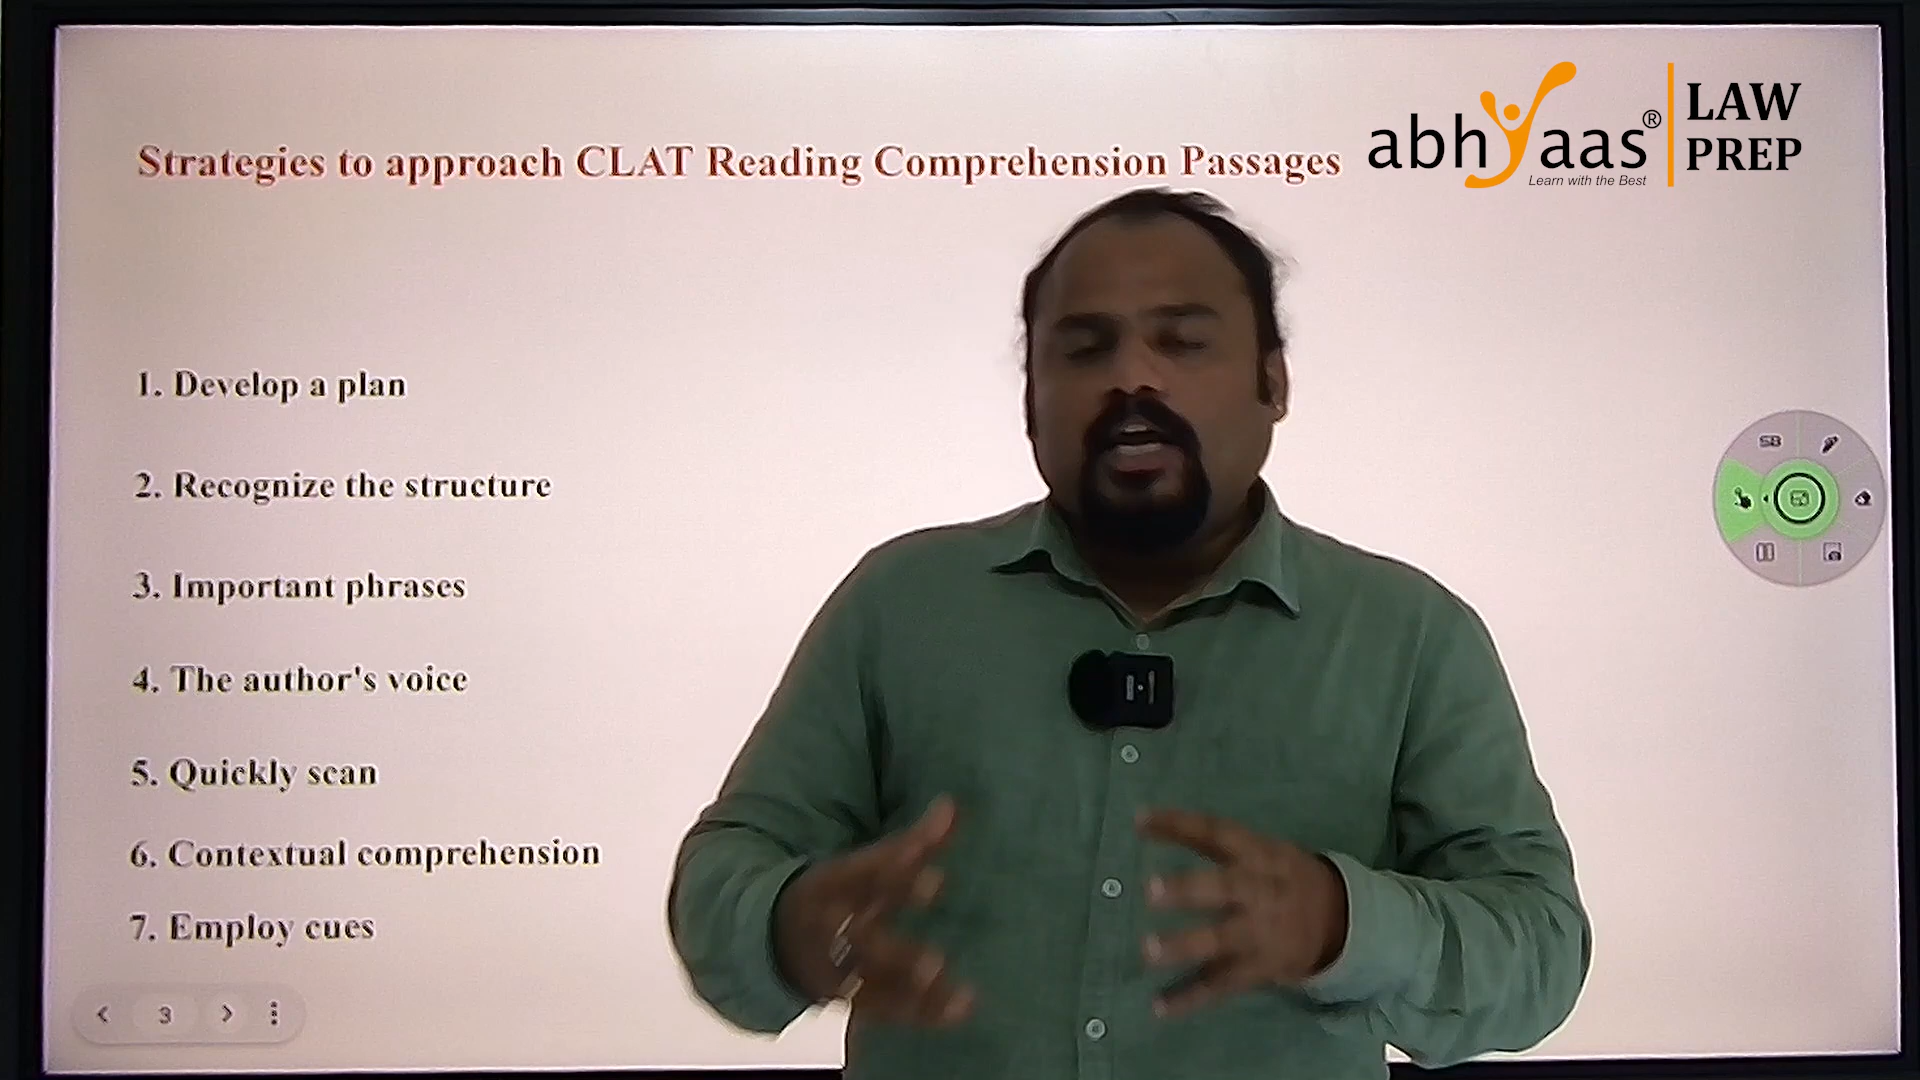 Strategies to approach CLAT Reading Comprehension Passages
abhyaas®
Learn with the Best
LAW
PREP
1. Develop a plan
2. Recognize the structure
3. Important phrases
4. The author's voice
5. Quickly scan
6. Contextual comprehension
7. Employ cues
SB
3